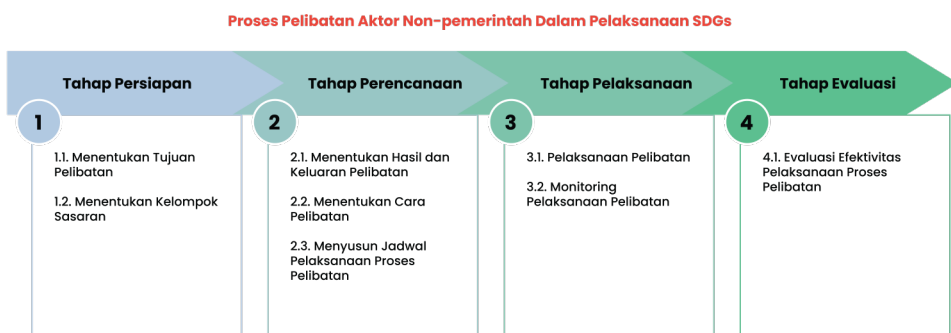 Proses Pelibatan Aktor Non-pemerintah Dalam Pelaksanaan SDGs
Tahap Persiapan
1
1.1. Menentukan Tujuan
Pelibatan
1.2. Menentukan Kelompok
Sasaran
Tahap Perencanaan
2
2.1. Menentukan Hasil dan
Keluaran Pelibatan
2.2. Menentukan Cara
Pelibatan
2.3. Menyusun Jadwal
Pelaksanaan Proses
Pelibatan
Tahap Pelaksanaan
3
3.1. Pelaksanaan Pelibatan
3.2. Monitoring
Pelaksanaan Pelibatan
Tahap Evaluasi
4
4.1. Evaluasi Efektivitas
Pelaksanaan Proses
Pelibatan